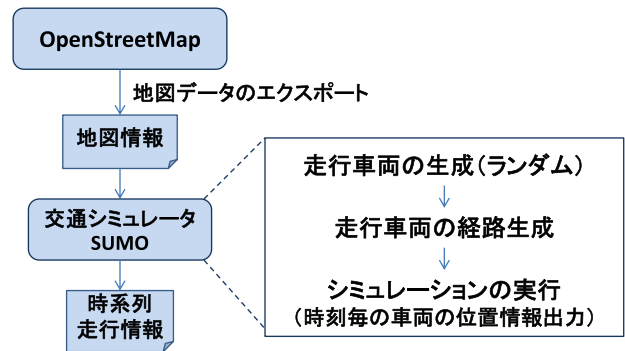 OpenStreetMap
地図データのエクスポート
地図情報
交通シミュレータ
SUMO
時系列
走行情報
走行車両の生成(ランダム)
走行車両の経路生成
シミュレーションの実行
(時刻毎の車両の位置情報出力)